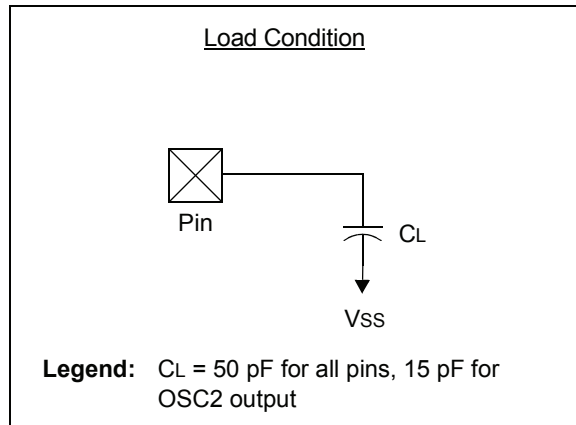 Load Condition
Pin
CL
VSS
Legend: CL = 50 pF for all pins, 15 pF for
OSC2 output